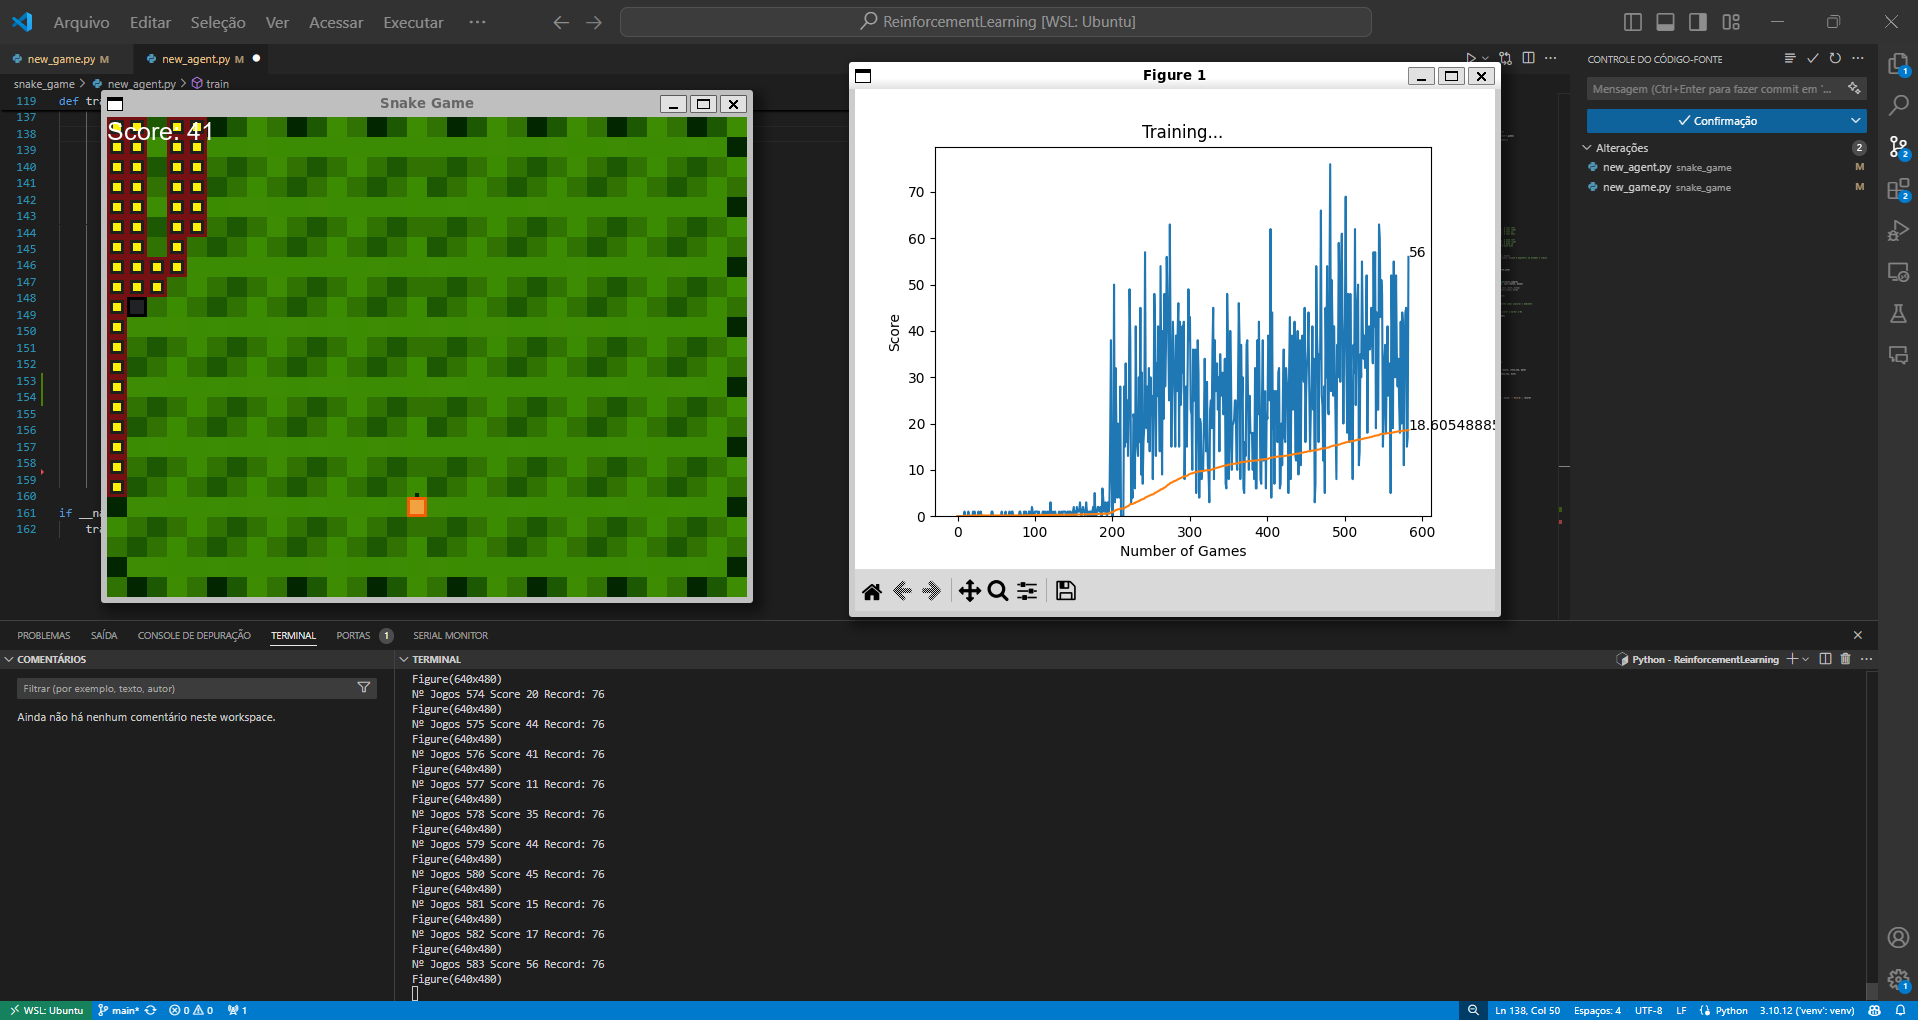 Arquivo Editar Seleção Ver Acessar Executar ···
ReinforcementLearning [WSL: Ubuntu]
new_game.py M
new_agent.py M
snake_game > new_agent.py > train
119 def tra
137
138
139
140
141
142
143
144
145
146
147
148
149
150
151
152
153
154
155
156
157
158
159
160
161 if __na
162 tra
Snake Game
Score: 41
Figure 1
Training...
Score
70
60
50
40
30
20
10
0
56
18.60548885
0 100 200 300 400 500 600
Number of Games
CONTROLE DO CÓDIGO-FONTE
Mensagem (Ctrl+Enter para fazer commit em '...
Confirmação
Alterações 2
new_agent.py snake_game M
new_game.py snake_game M
PROBLEMAS SAÍDA CONSOLE DE DEPURAÇÃO TERMINAL PORTAS 1 SERIAL MONITOR
COMENTÁRIOS
Filtrar (por exemplo, texto, autor)
Ainda não há nenhum comentário neste workspace.
TERMINAL
Python - ReinforcementLearning
Figure(640x480)
Nº Jogos 574 Score 20 Record: 76
Figure(640x480)
Nº Jogos 575 Score 44 Record: 76
Figure(640x480)
Nº Jogos 576 Score 41 Record: 76
Figure(640x480)
Nº Jogos 577 Score 11 Record: 76
Figure(640x480)
Nº Jogos 578 Score 35 Record: 76
Figure(640x480)
Nº Jogos 579 Score 44 Record: 76
Figure(640x480)
Nº Jogos 580 Score 45 Record: 76
Figure(640x480)
Nº Jogos 581 Score 15 Record: 76
Figure(640x480)
Nº Jogos 582 Score 17 Record: 76
Figure(640x480)
Nº Jogos 583 Score 56 Record: 76
Figure(640x480)
1
2
2
1
WSL: Ubuntu main* 0 0 1
Ln 138, Col 50 Espaços: 4 UTF-8 LF Python 3.10.12 ('venv': venv)